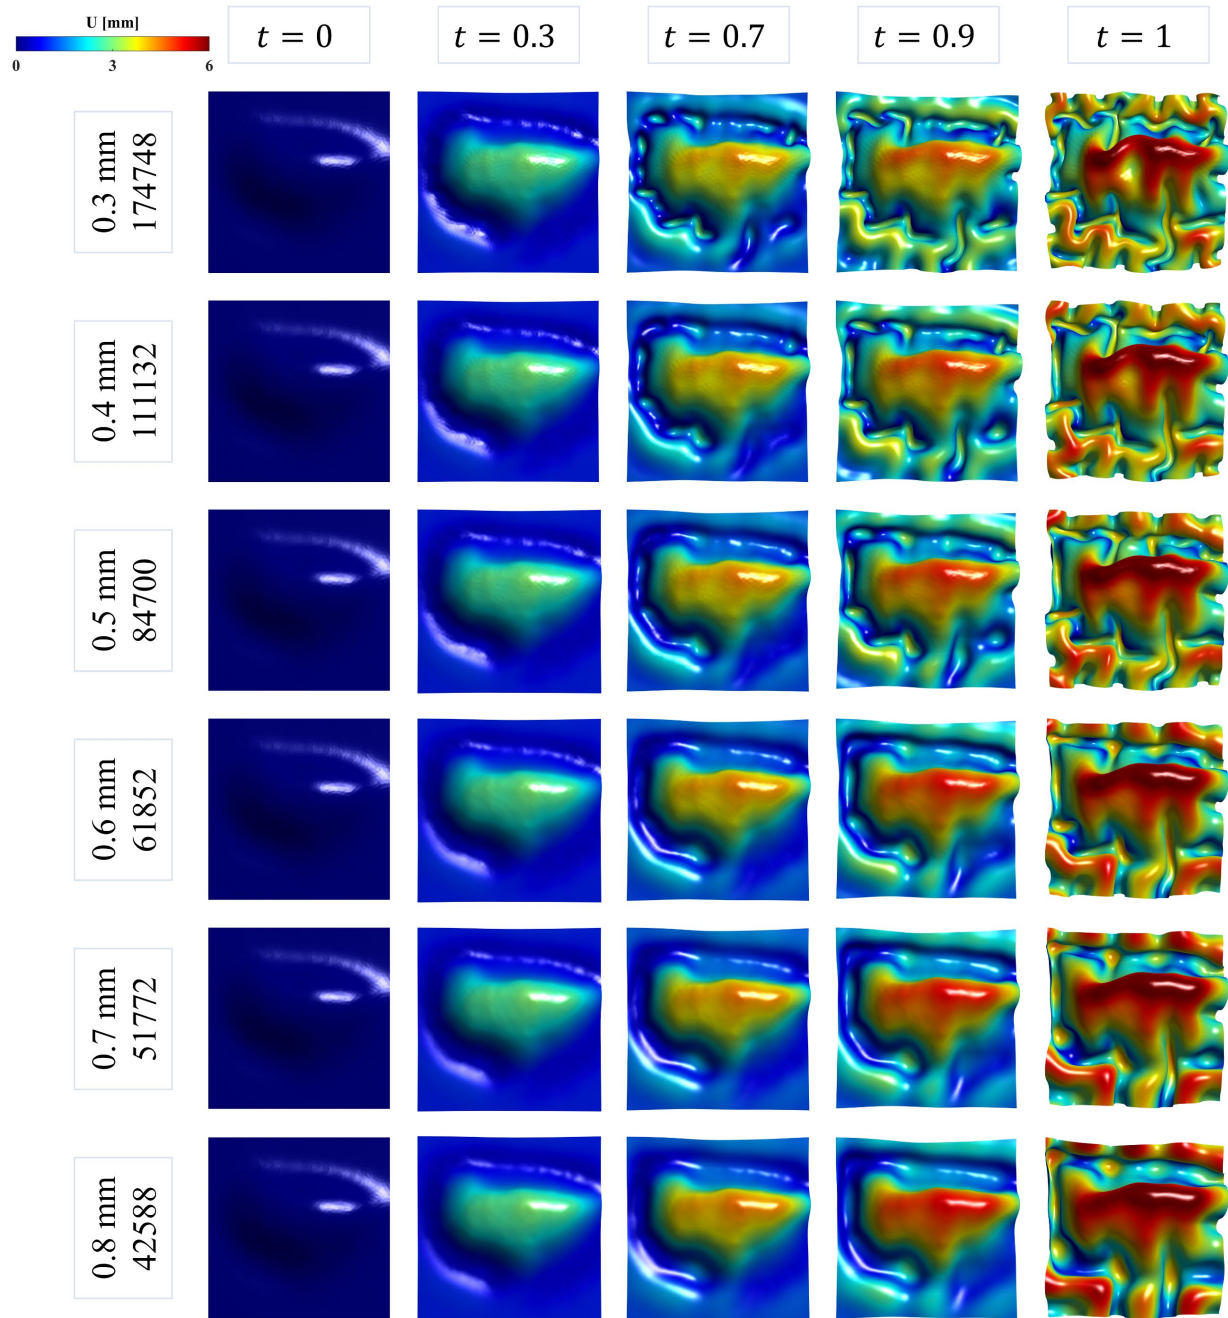 U [mm]
0 3 6
t = 0
t = 0.3
t = 0.7
t = 0.9
t = 1
0.3 mm
174748
0.4 mm
111132
0.5 mm
84700
0.6 mm
61852
0.7 mm
51772
0.8 mm
42588